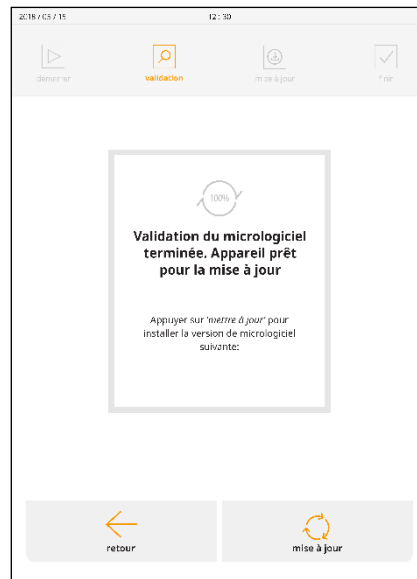 2018 / 03 / 15
12 : 30
démarrer
validation
mise à jour
finir
100%
Validation du micrologiciel
terminée. Appareil prêt
pour la mise à jour
Appuyer sur 'mettre à jour' pour
installer la version de micrologiciel
suivante:
retour
mise à jour